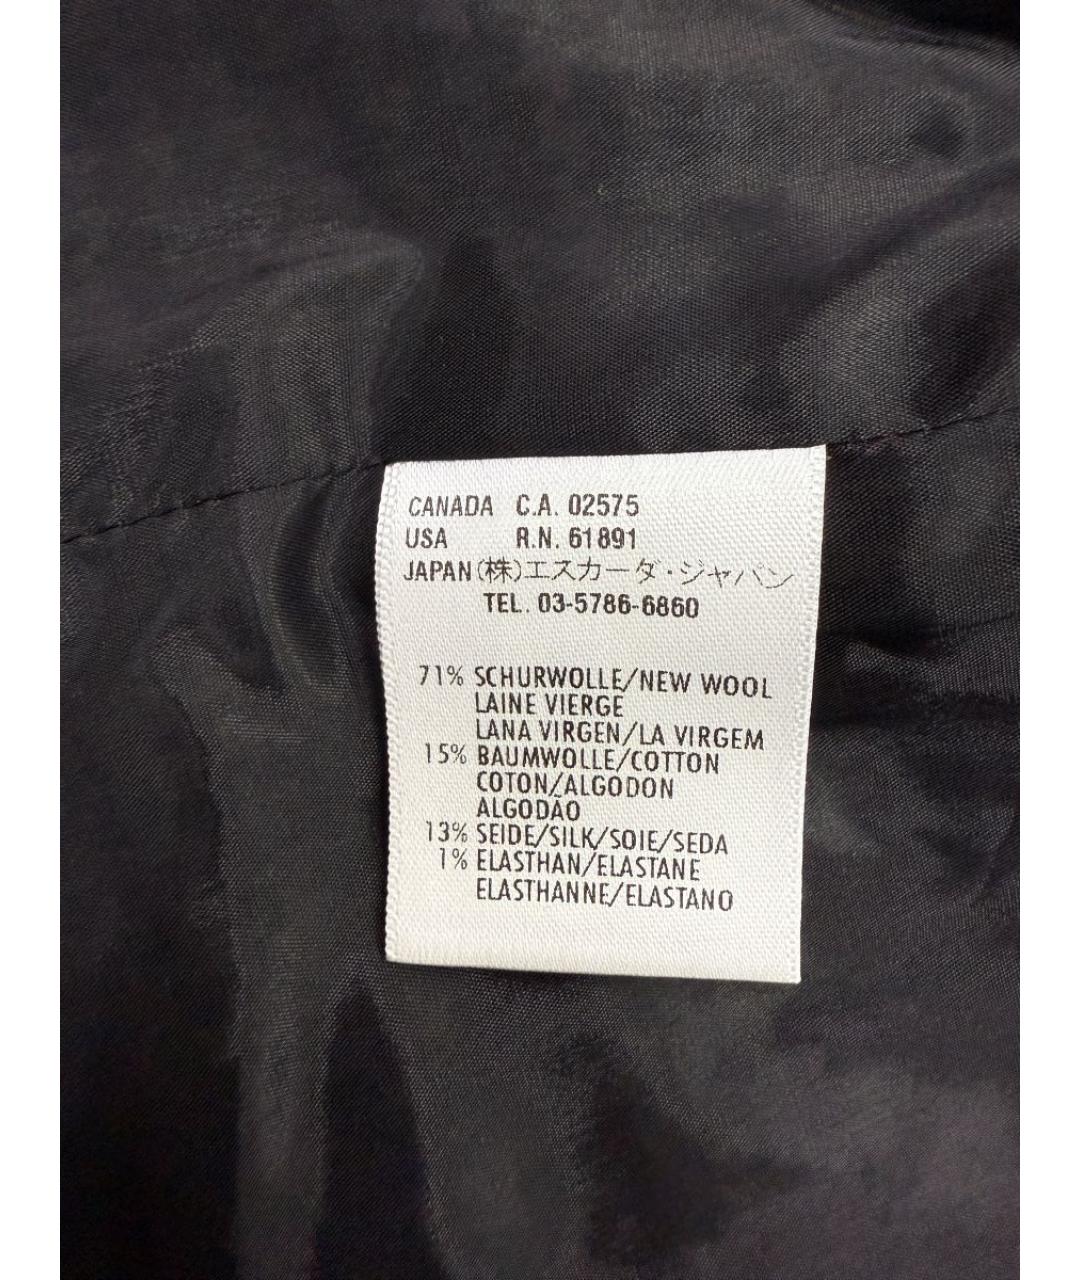 CANADA C.A. 02575
USA R.N. 61891
JAPAN(株)エスカーダ・ジャパン
TEL. 03-5786-6860
71% SCHURWOLLE/NEW WOOL
LAINE VIERGE
LANA VIRGEN/LA VIRGEM
15% BAUMWOLLE/COTTON
COTON/ALGODON
ALGODÃO
13% SEIDE/SILK/SOIE/SEDA
1% ELASTHAN/ELASTANE
ELASTHANNE/ELASTANO